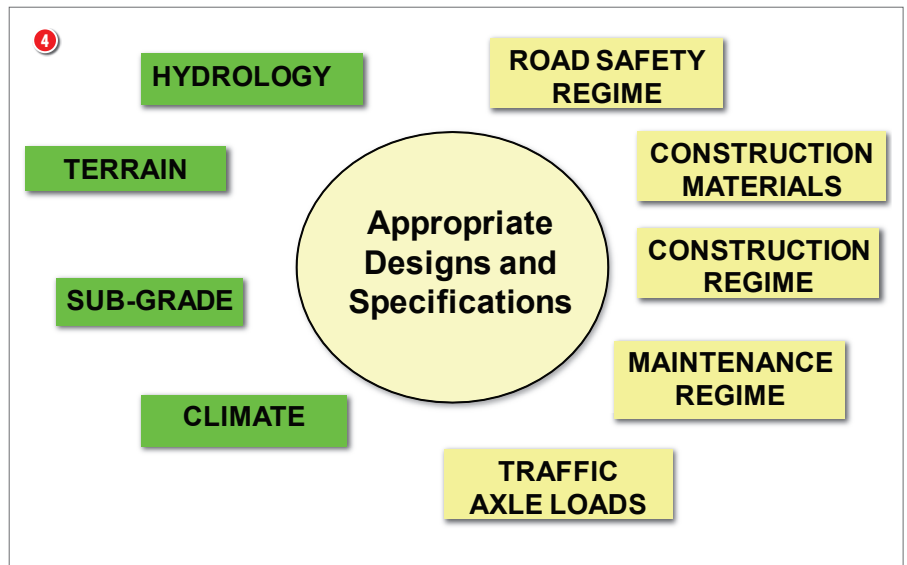 4
HYDROLOGY
ROAD SAFETY
REGIME
TERRAIN
CONSTRUCTION
MATERIALS
Appropriate
Designs and
Specifications
CONSTRUCTION
REGIME
SUB-GRADE
MAINTENANCE
REGIME
CLIMATE
TRAFFIC
AXLE LOADS